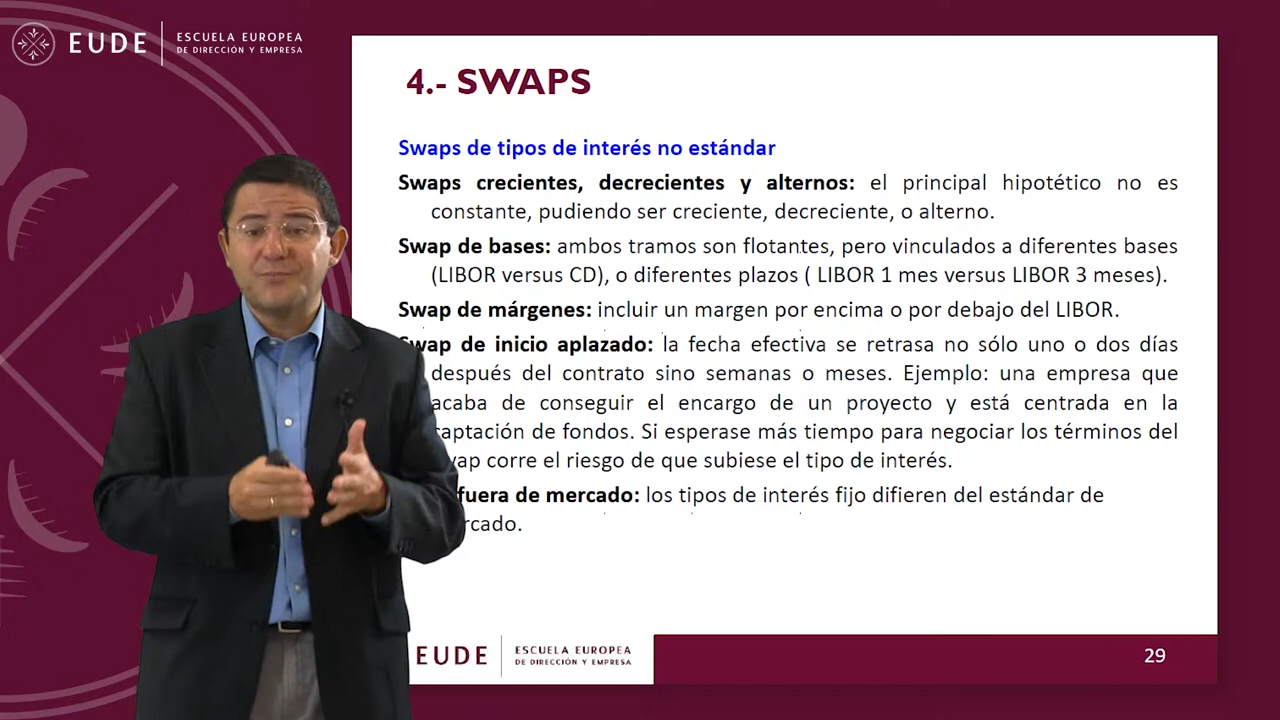 EUDE
ESCUELA EUROPEA
DE DIRECCIÓN Y EMPRESA
4.- SWAPS
Swaps de tipos de interés no estándar
Swaps crecientes, decrecientes y alternos: el principal hipotético no es
constante, pudiendo ser creciente, decreciente, o alterno.
Swap de bases: ambos tramos son flotantes, pero vinculados a diferentes bases
(LIBOR versus CD), o diferentes plazos ( LIBOR 1 mes versus LIBOR 3 meses).
Swap de márgenes: incluir un margen por encima o por debajo del LIBOR.
Swap de inicio aplazado: la fecha efectiva se retrasa no sólo uno o dos días
después del contrato sino semanas o meses. Ejemplo: una empresa que
acaba de conseguir el encargo de un proyecto y está centrada en la
captación de fondos. Si esperase más tiempo para negociar los términos del
corre el riesgo de que subiese el tipo de interés.
fuera de mercado: los tipos de interés fijo difieren del estándar de
EUDE
ESCUELA EUROPEA
DE DIRECCIÓN Y EMPRESA
29